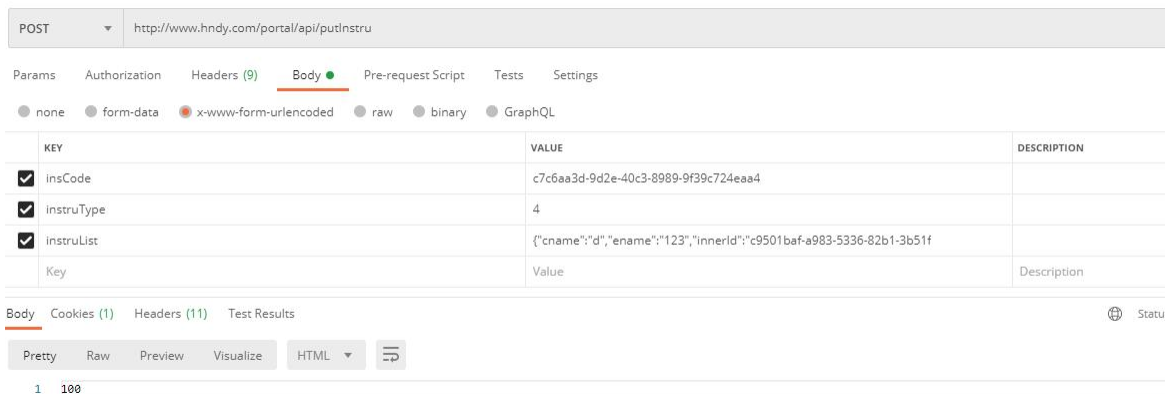 POST http://www.hndy.com/portal/api/putInstru
Params Authorization Headers (9) Body Pre-request Script Tests Settings
none form-data x-www-form-urlencoded raw binary GraphQL
KEY VALUE DESCRIPTION
insCode c7c6aa3d-9d2e-40c3-8989-9f39c724eaa4
instruType 4
instruList {"cname":"d","ename":"123","innerId":"c9501baf-a983-5336-82b1-3b51f
Key Value Description
Body Cookies (1) Headers (11) Test Results Statu
Pretty Raw Preview Visualize HTML
1 100